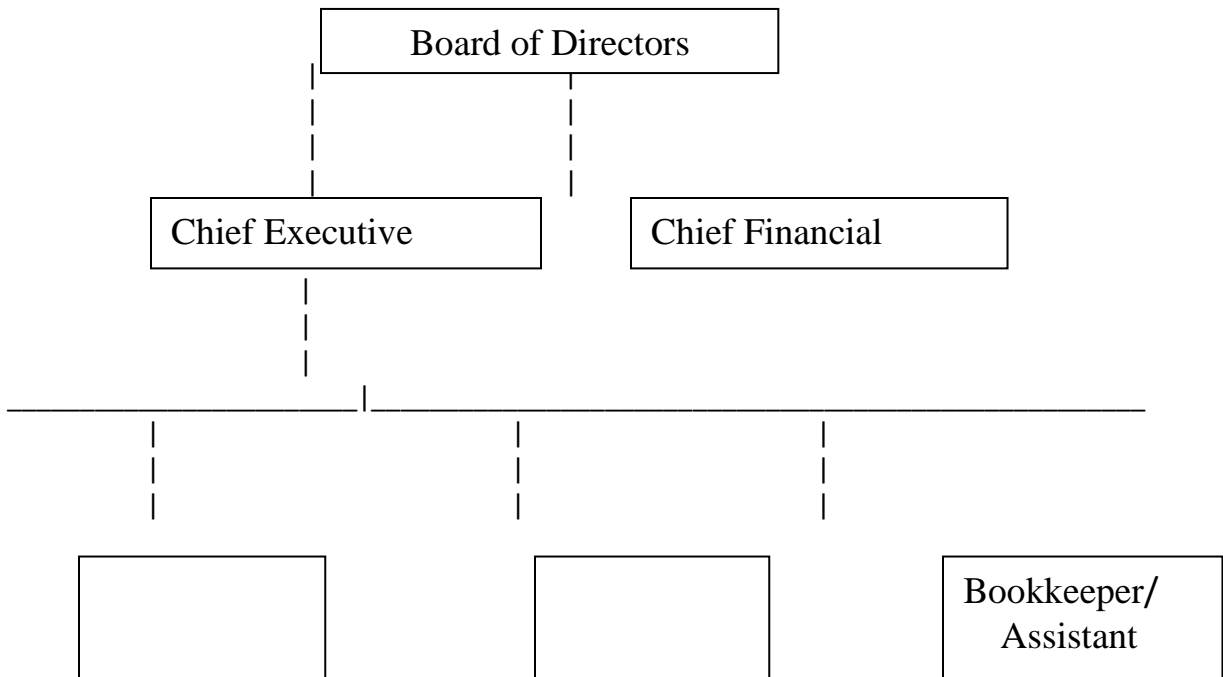 Board of Directors
Chief Executive
Chief Financial
Bookkeeper/
Assistant